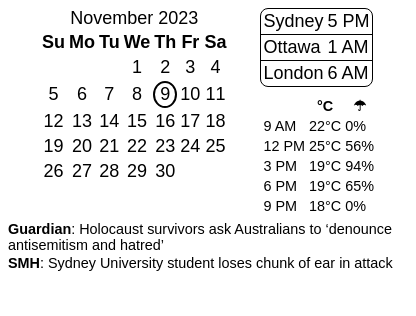 November 2023
Su Mo Tu We Th Fr Sa
1 2 3 4
5 6 7 8 9 10 11
12 13 14 15 16 17 18
19 20 21 22 23 24 25
26 27 28 29 30
Sydney 5 PM
Ottawa 1 AM
London 6 AM
°C ☂
9 AM 22°C 0%
12 PM 25°C 56%
3 PM 19°C 94%
6 PM 19°C 65%
9 PM 18°C 0%
Guardian: Holocaust survivors ask Australians to ‘denounce
antisemitism and hatred’
SMH: Sydney University student loses chunk of ear in attack